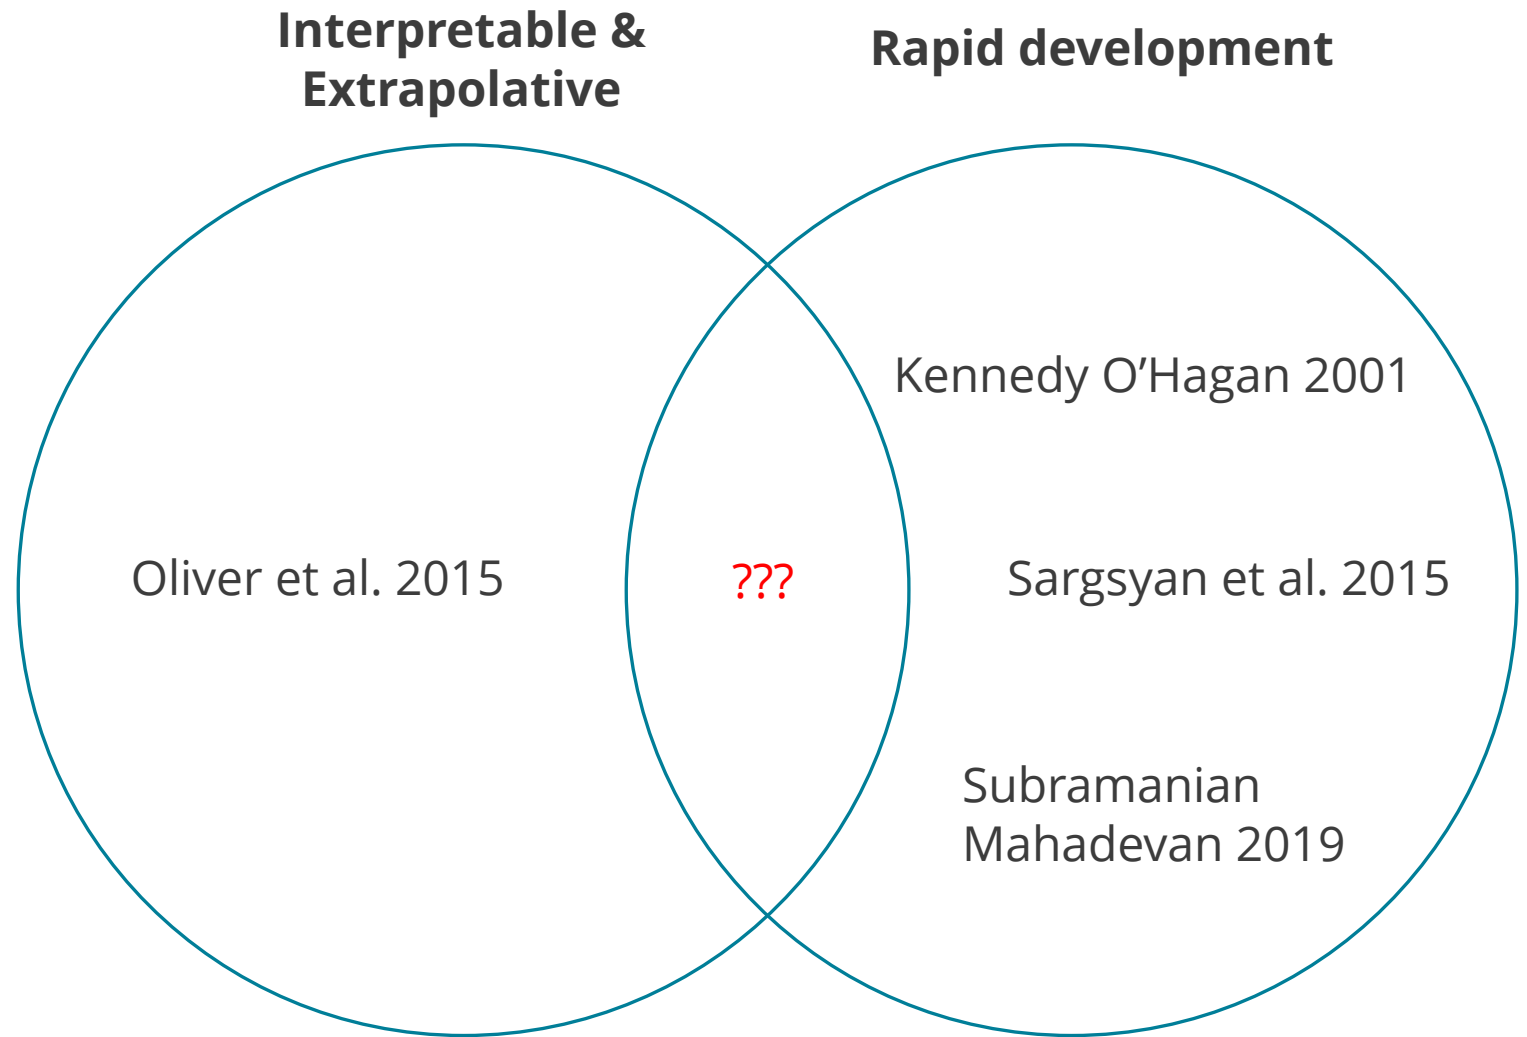 Interpretable &
Extrapolative
Rapid development
Kennedy O’Hagan 2001
Oliver et al. 2015
???
Sargsyan et al. 2015
Subramanian
Mahadevan 2019